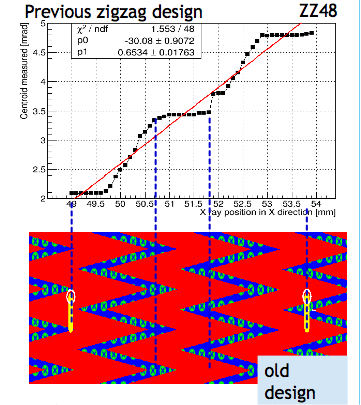 Previous zigzag design ZZ48
χ² / ndf 1.553 / 48
p0 -30.08 ± 0.9072
p1 0.6534 ± 0.01763
Centroid measured [mrad]
5
4.5
4
3.5
3
2.5
2
49 49.5 50 50.5 51 51.5 52 52.5 53 53.5 54
X ray position in X direction [mm]
old
design